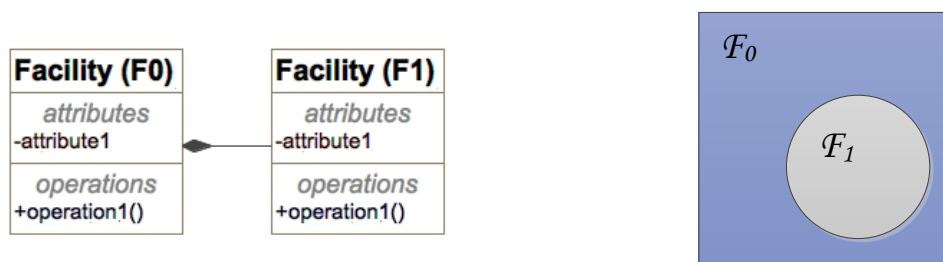 Facility (F0)
attributes
-attribute1
operations
+operation1()
Facility (F1)
attributes
-attribute1
operations
+operation1()
F0
F1